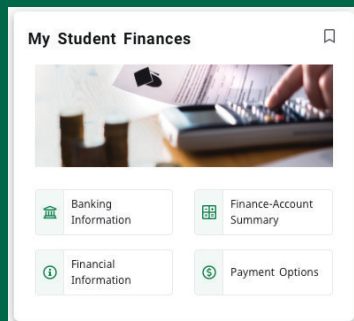 My Student Finances
Banking
Information
Finance-Account
Summary
Financial
Information
Payment Options